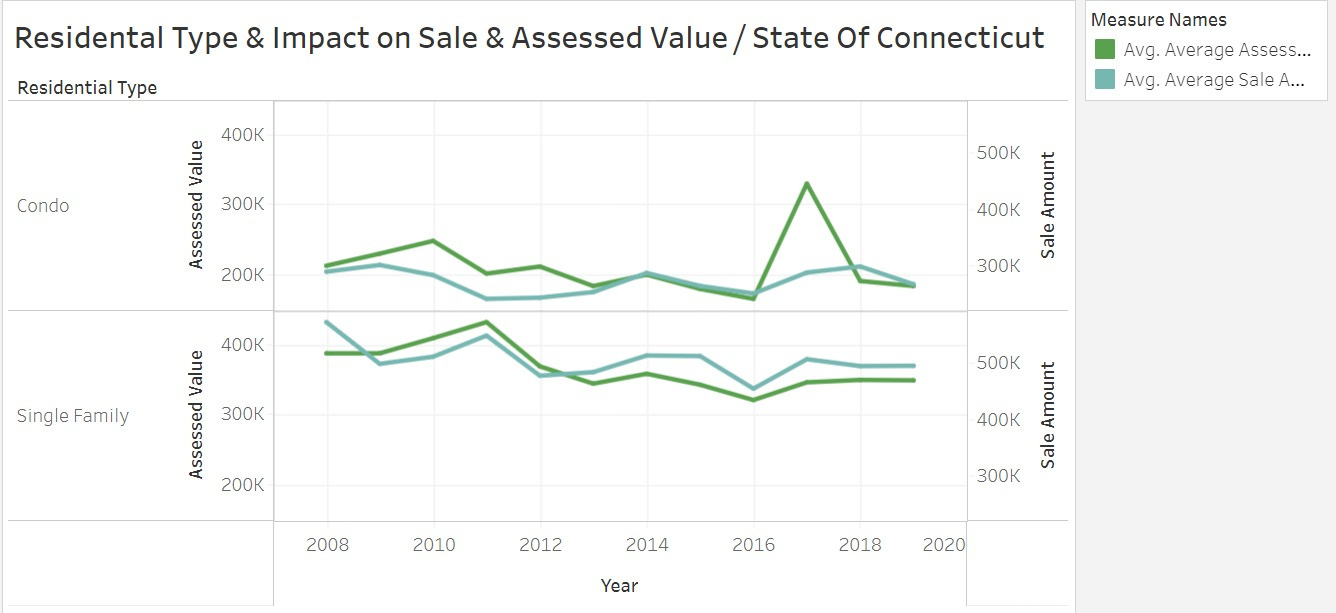 Residental Type & Impact on Sale & Assessed Value / State Of Connecticut
Measure Names
Avg. Average Assess...
Avg. Average Sale A...
Residential Type
Condo
Assessed Value
400K
300K
200K
500K
400K
300K
Sale Amount
Single Family
Assessed Value
400K
300K
200K
500K
400K
300K
Sale Amount
2008 2010 2012 2014 2016 2018 2020
Year